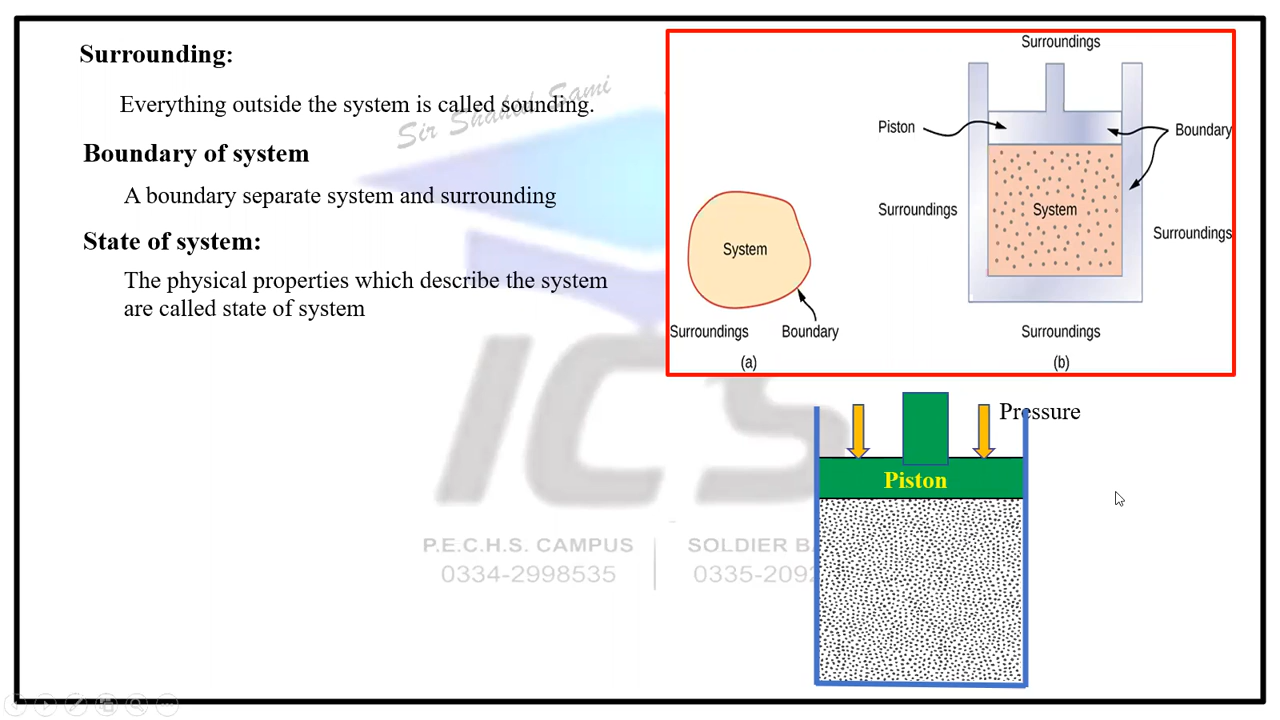 Surrounding:
Everything outside the system is called sounding.
Sir Shahid Sami
Boundary of system
A boundary separate system and surrounding
State of system:
The physical properties which describe the system
are called state of system
Surroundings
Piston
Boundary
Surroundings
System
Surroundings
System
Surroundings
Boundary
Surroundings
(a)
(b)
Pressure
Piston
ICS
P.E.C.H.S. CAMPUS
0334-2998535
SOLDIER
0335-209